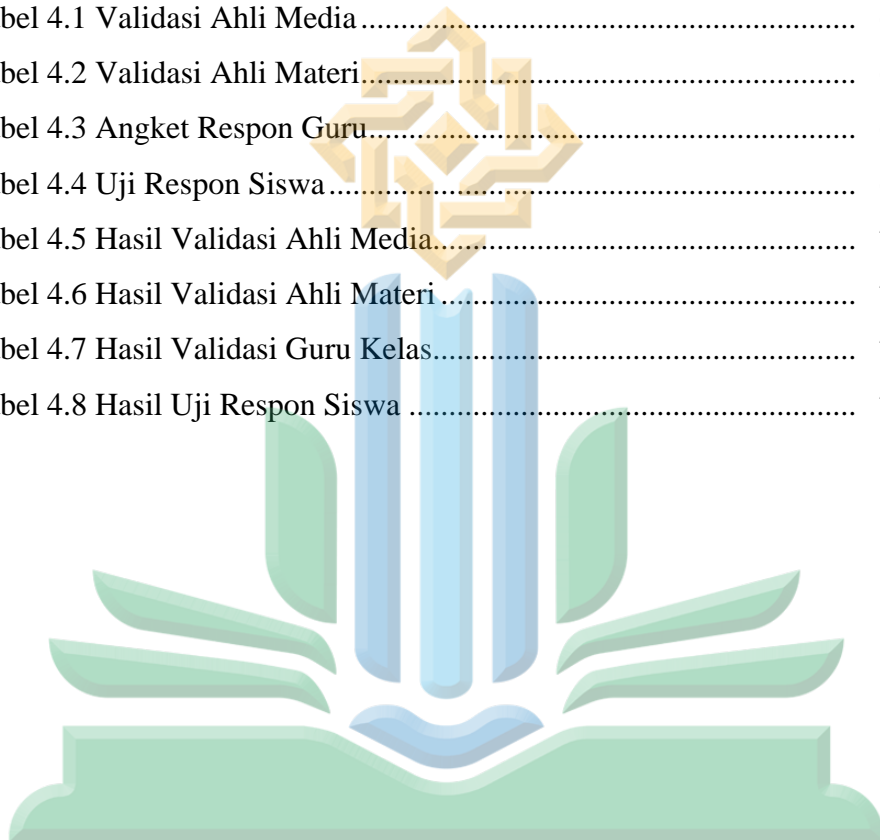 bel 4.1 Validasi Ahli Media................................................................
bel 4.2 Validasi Ahli Materi................................................................
bel 4.3 Angket Respon Guru................................................................
bel 4.4 Uji Respon Siswa................................................................
bel 4.5 Hasil Validasi Ahli Media................................................................
bel 4.6 Hasil Validasi Ahli Materi................................................................
bel 4.7 Hasil Validasi Guru Kelas................................................................
bel 4.8 Hasil Uji Respon Siswa ................................................................